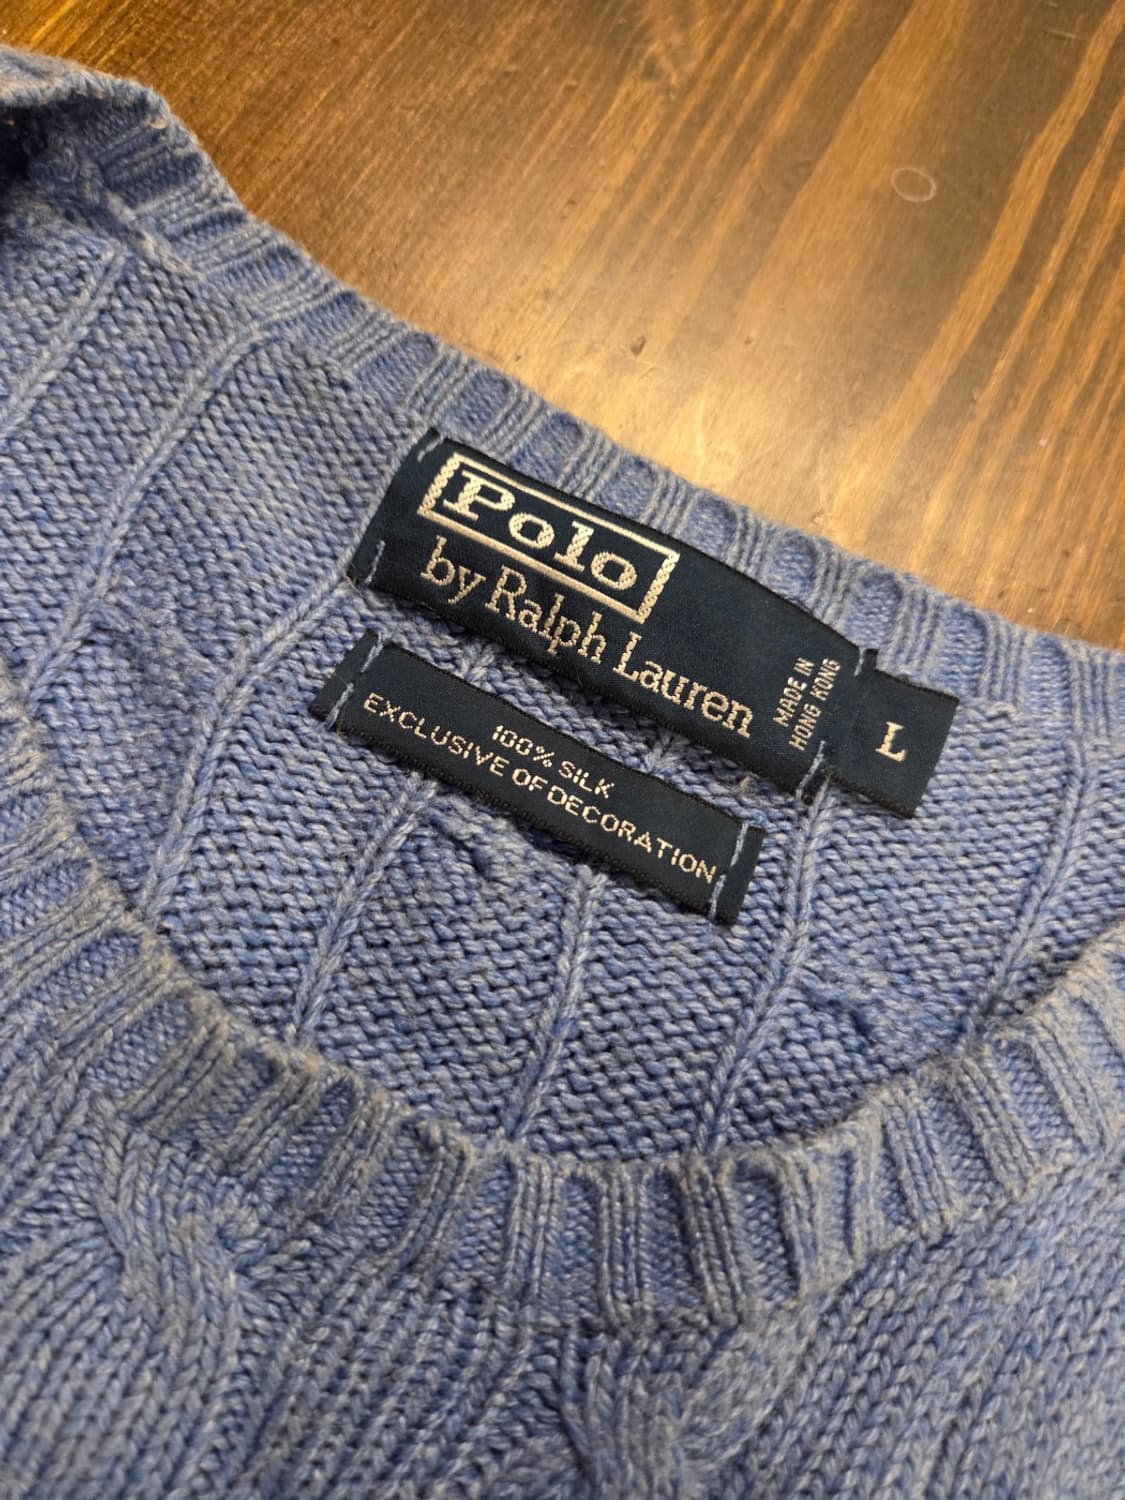 Polo
by Ralph Lauren
MADE IN
HONG KONG
L
100% SILK
EXCLUSIVE OF DECORATION